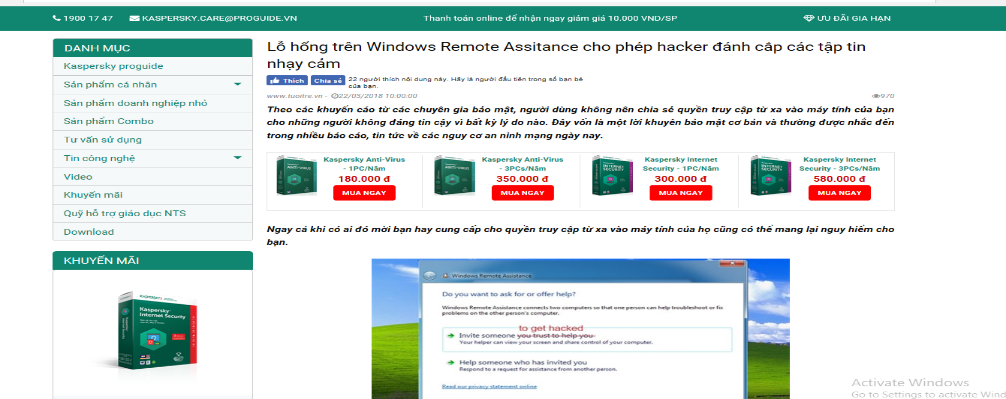 1900 17 47
KASPERSKY.CARE@PROGUIDE.VN
Thanh toán online để nhận ngay giảm giá 10.000 VND/SP
ƯU ĐÃI GIA HẠN
DANH MỤC
Kaspersky proguide
Sản phẩm cá nhân
Sản phẩm doanh nghiệp nhỏ
Sản phẩm Combo
Tư vấn sử dụng
Tin công nghệ
Video
Khuyến mãi
Quỹ hỗ trợ giáo dục NTS
Download
KHUYẾN MÃI
Kaspersky
Internet
Security
Lỗ hổng trên Windows Remote Assitance cho phép hacker đánh cắp các tập tin
nhạy cảm
Thích
Chia sẻ
22 người thích nội dung này. Hãy là người đầu tiên trong số bạn bè
của bạn.
www.tuoitre.vn - 22/05/2018 10:00:00
970
Theo các khuyến cáo từ các chuyên gia bảo mật, người dùng không nên chia sẻ quyền truy cập từ xa vào máy tính của bạn
cho những người không đáng tin cậy vì bất kỳ lý do nào. Đây vốn là một lời khuyên bảo mật cơ bản và thường được nhắc đến
trong nhiều báo cáo, tin tức về các nguy cơ an ninh mạng ngày nay.
Kaspersky Anti-Virus
- 1PC/Năm
180.000 đ
MUA NGAY
Kaspersky Anti-Virus
- 3PCs/Năm
350.000 đ
MUA NGAY
Kaspersky Internet
Security - 1PC/Năm
300.000 đ
MUA NGAY
Kaspersky Internet
Security - 3PCs/Năm
580.000 đ
MUA NGAY
Ngay cả khi có ai đó mời bạn hay cung cấp cho quyền truy cập từ xa vào máy tính của họ cũng có thể mang lại nguy hiểm cho
bạn.
Windows Remote Assistance
Do you want to ask for or offer help?
Windows Remote Assistance connects two computers so that one person can help troubleshoot or fix
problems on the other person's computer.
to get hacked
Invite someone you trust to help you
Your helper can view your screen and share control of your computer.
Help someone who has invited you
Respond to a request for assistance from another person.
Read our privacy statement online
Activate Windows
Go to Settings to activate Wind